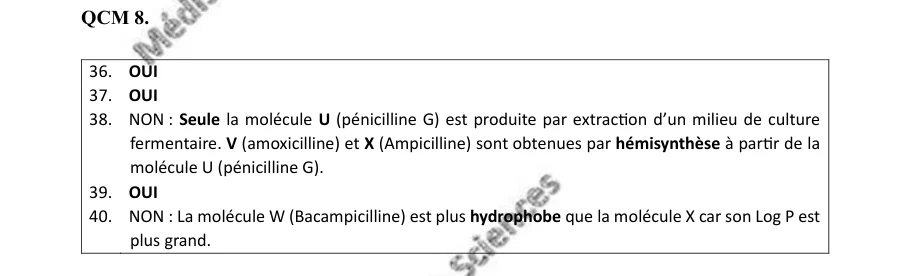 QCM 8.
36. OUI
37. OUI
38. NON : Seule la molécule U (pénicilline G) est produite par extraction d’un milieu de culture
fermentaire. V (amoxicilline) et X (Ampicilline) sont obtenues par hémisynthèse à partir de la
molécule U (pénicilline G).
39. OUI
40. NON : La molécule W (Bacampicilline) est plus hydrophobe que la molécule X car son Log P est
plus grand.
Sciences